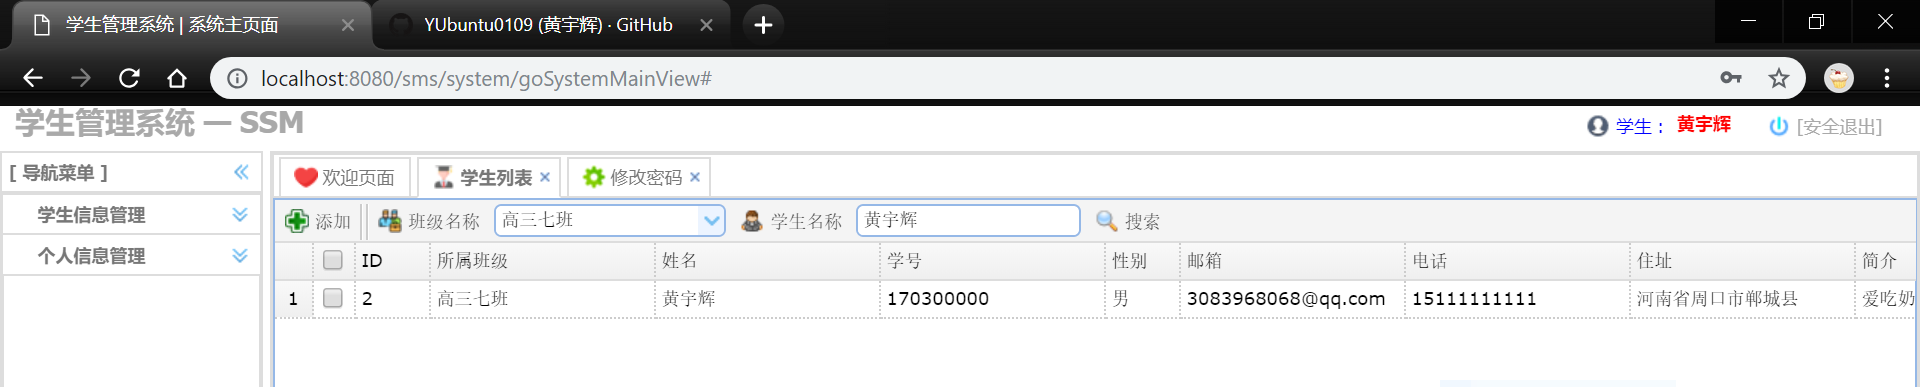 学生管理系统 | 系统主页面
YUbuntu0109 (黄宇辉) · GitHub
localhost:8080/sms/system/goSystemMainView#
学生管理系统 — SSM
学生： 黄宇辉 [安全退出]
[ 导航菜单 ]
欢迎页面 学生列表 修改密码
学生信息管理
个人信息管理
添加 班级名称 高三七班 学生名称 黄宇辉 搜索
ID 所属班级 姓名 学号 性别 邮箱 电话 住址 简介
1 2 高三七班 黄宇辉 170300000 男 3083968068@qq.com 15111111111 河南省周口市郸城县 爱吃奶